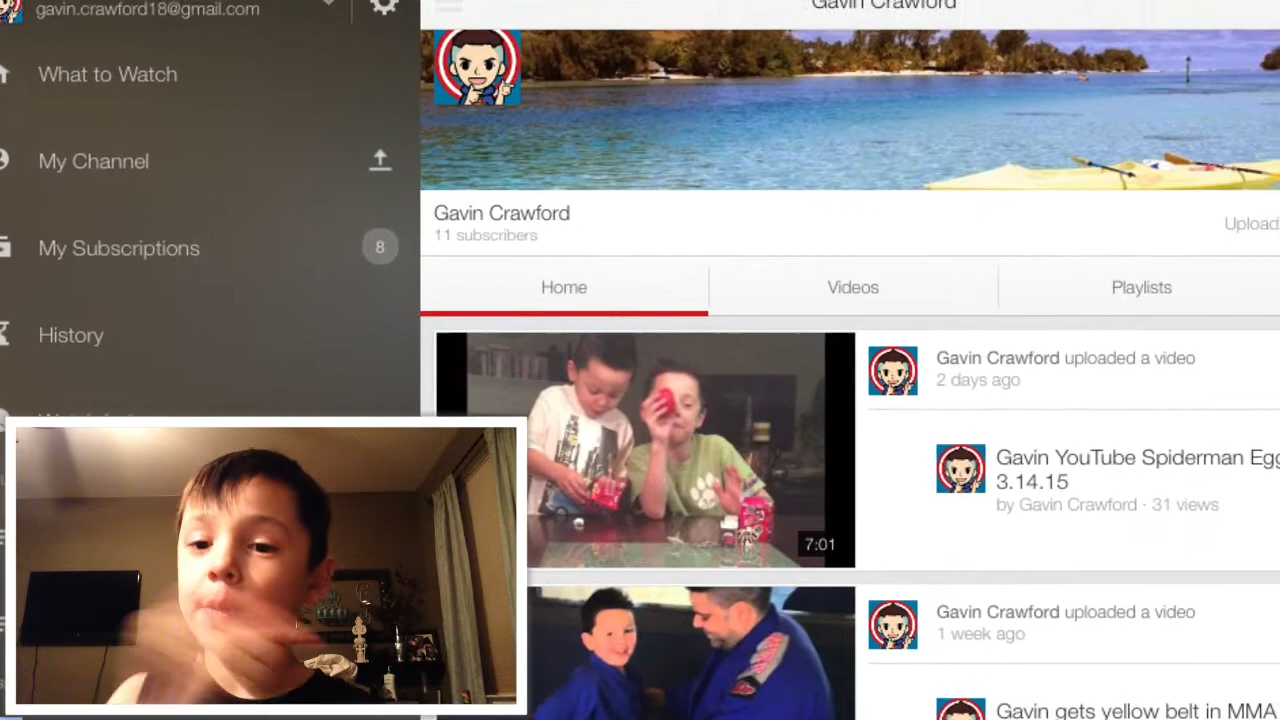 gavin.crawford18@gmail.com
What to Watch
My Channel
My Subscriptions
8
History
Gavin Crawford
Gavin Crawford
11 subscribers
Upload
Home
Videos
Playlists
7:01
Gavin Crawford uploaded a video
2 days ago
Gavin YouTube Spiderman Egg
3.14.15
by Gavin Crawford · 31 views
Gavin Crawford uploaded a video
1 week ago
Gavin gets yellow belt in MMA